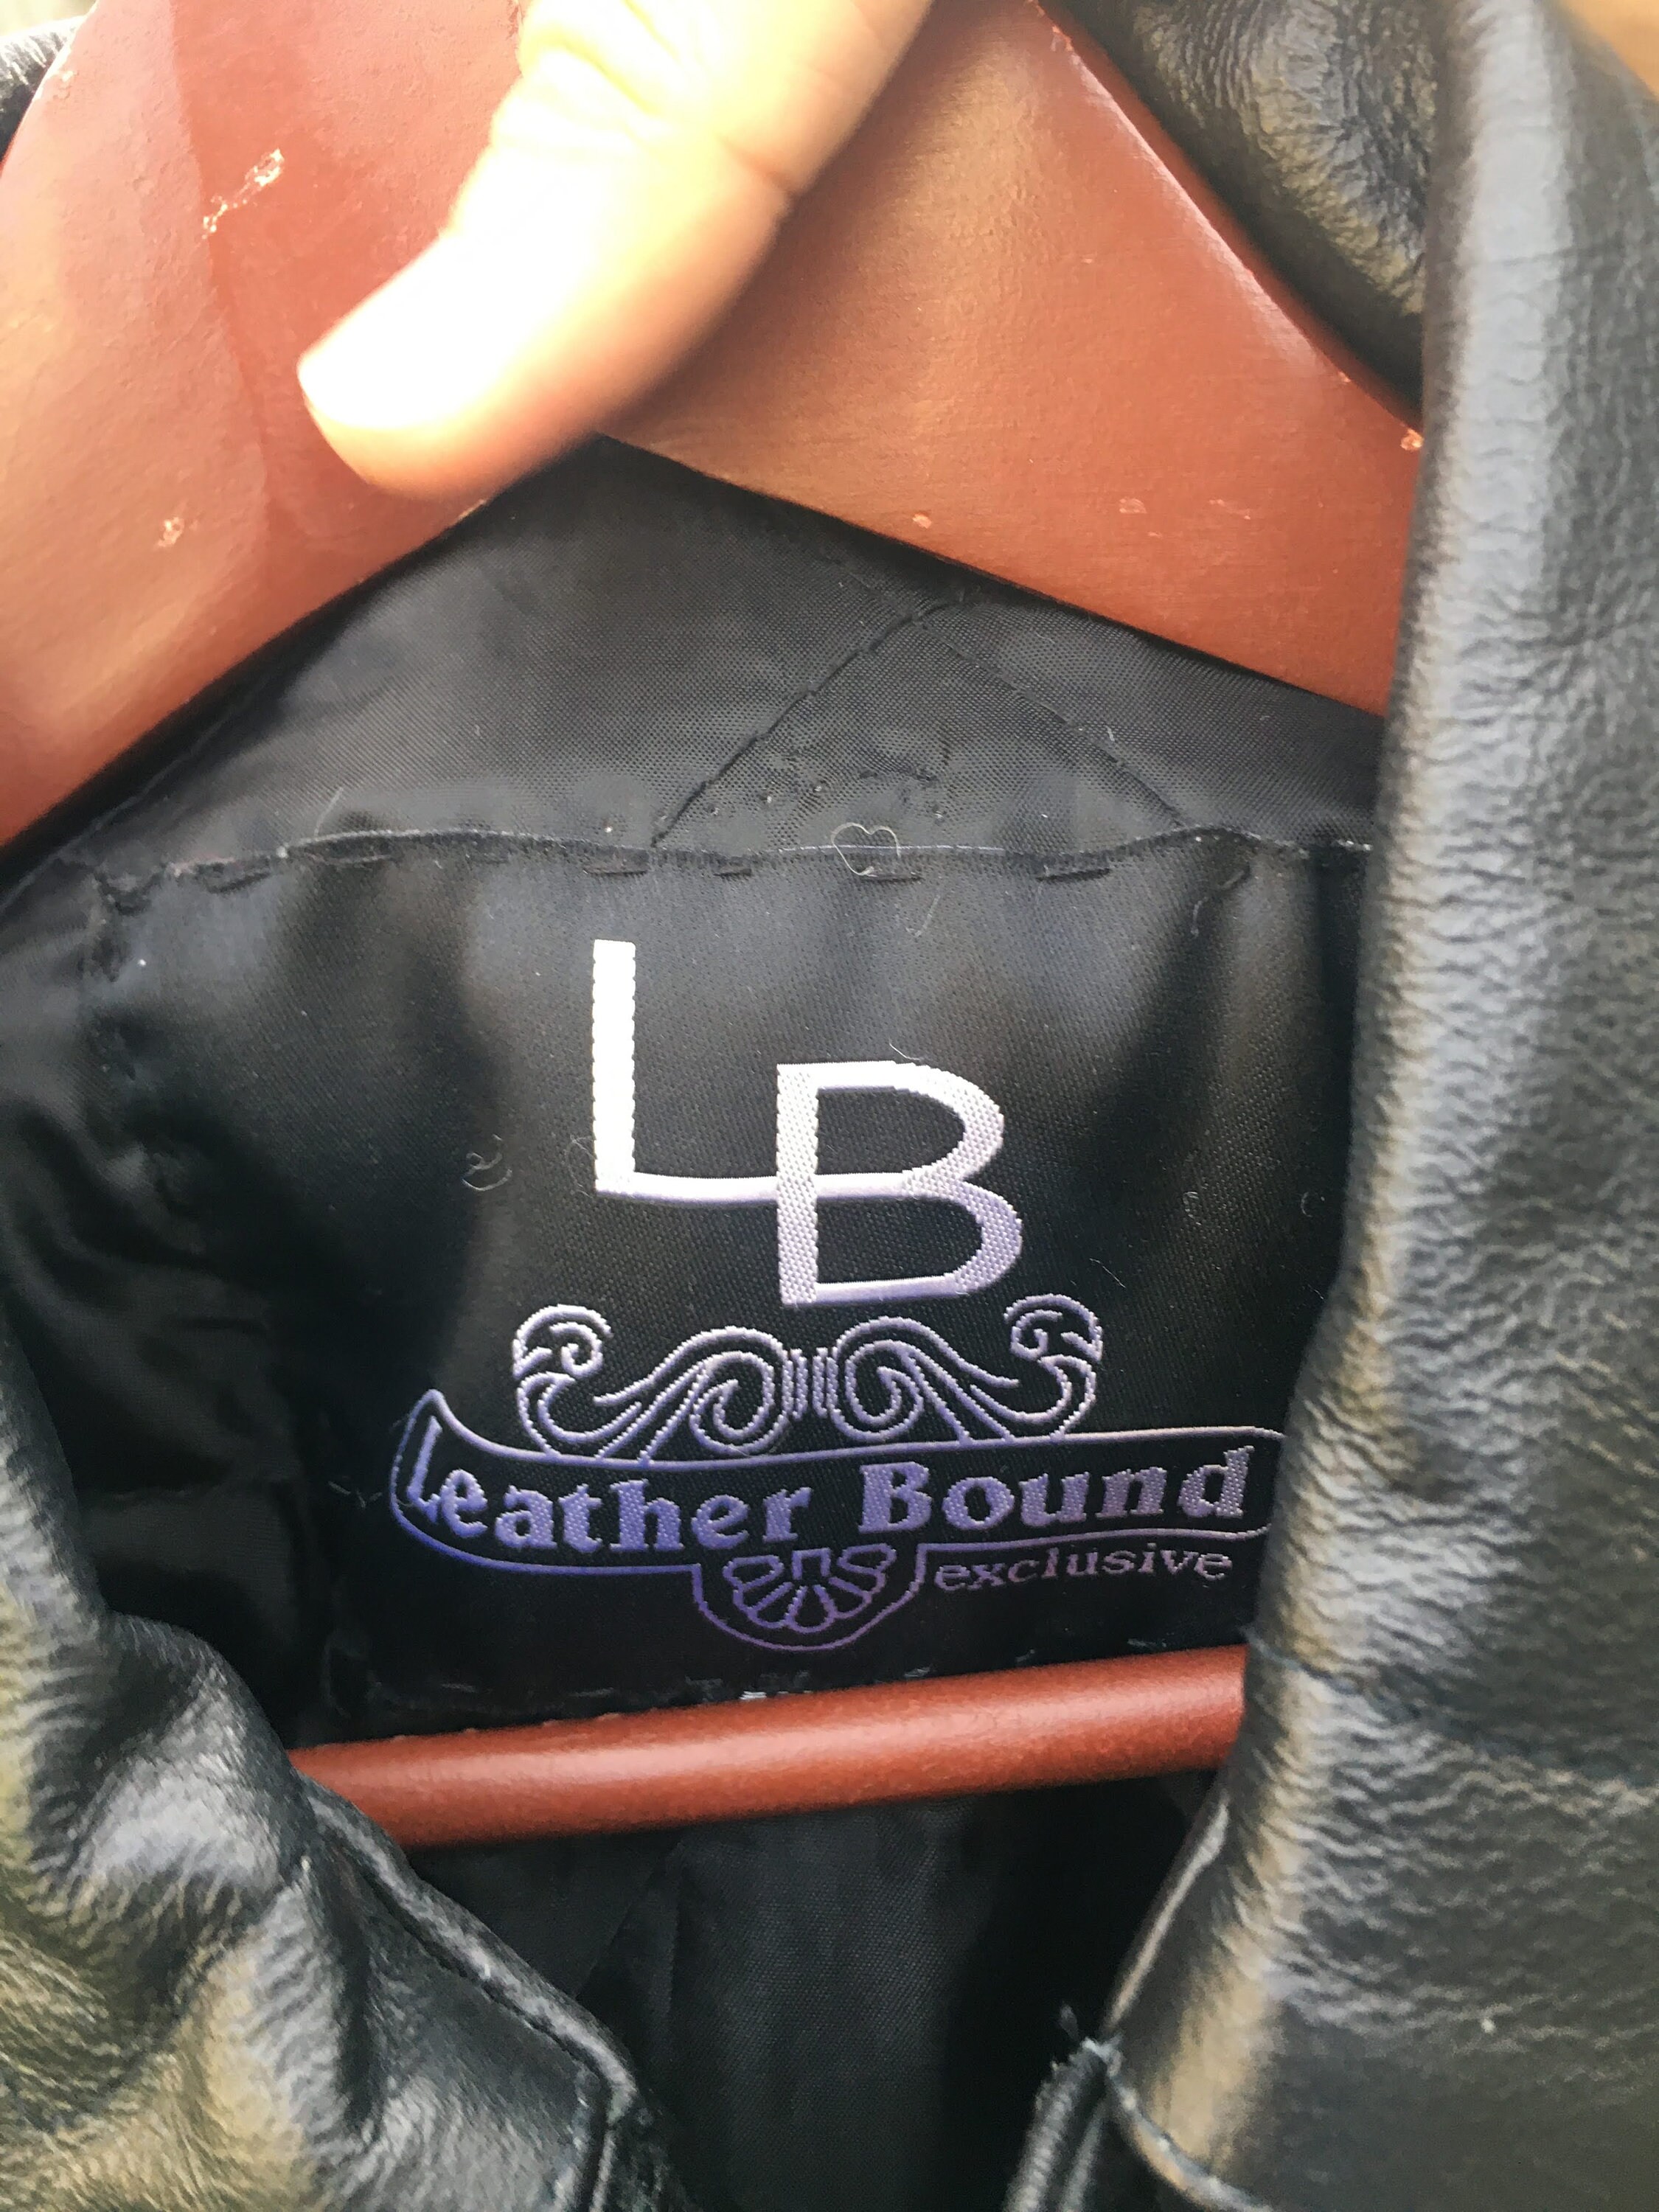 LB
Leather Bound
exclusive